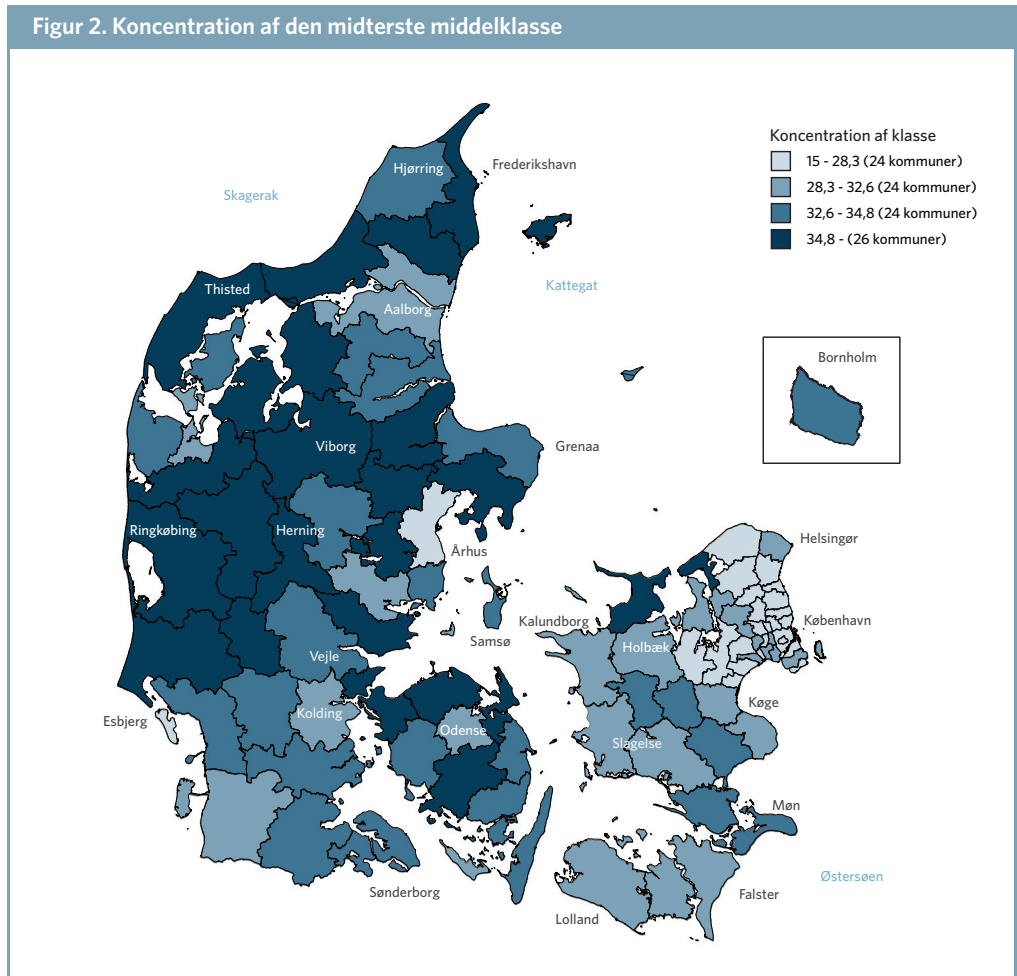 Figur 2. Koncentration af den midterste middelklasse
Koncentration af klasse
15 - 28,3 (24 kommuner)
28,3 - 32,6 (24 kommuner)
32,6 - 34,8 (24 kommuner)
34,8 - (26 kommuner)
Hjørring
Frederikshavn
Skagerak
Thisted
Kattegat
Aalborg
Bornholm
Viborg
Grenaa
Ringkøbing
Herning
Helsingør
Århus
Kalundborg
København
Samsø
Holbæk
Vejle
Køge
Kolding
Esbjerg
Odense
Slagelse
Møn
Østersøen
Sønderborg
Falster
Lolland